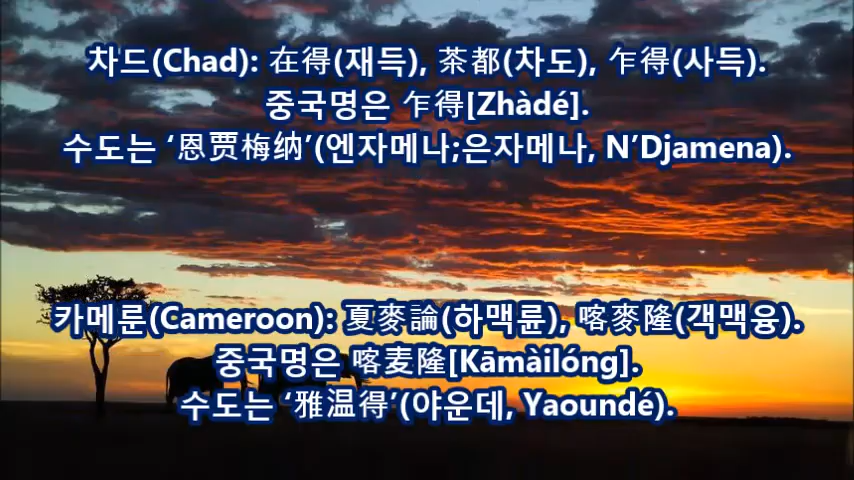 차드(Chad): 在得(재득), 茶都(차도), 乍得(사득).
중국명은 乍得[Zhàdé].
수도는 ‘恩贾梅纳’(엔자메나;은자메나, N’Djamena).
카메룬(Cameroon): 夏麥論(하맥륜), 喀麥隆(객맥융).
중국명은 喀麦隆[Kāmàilóng].
수도는 ‘雅温得’(야운데, Yaoundé).